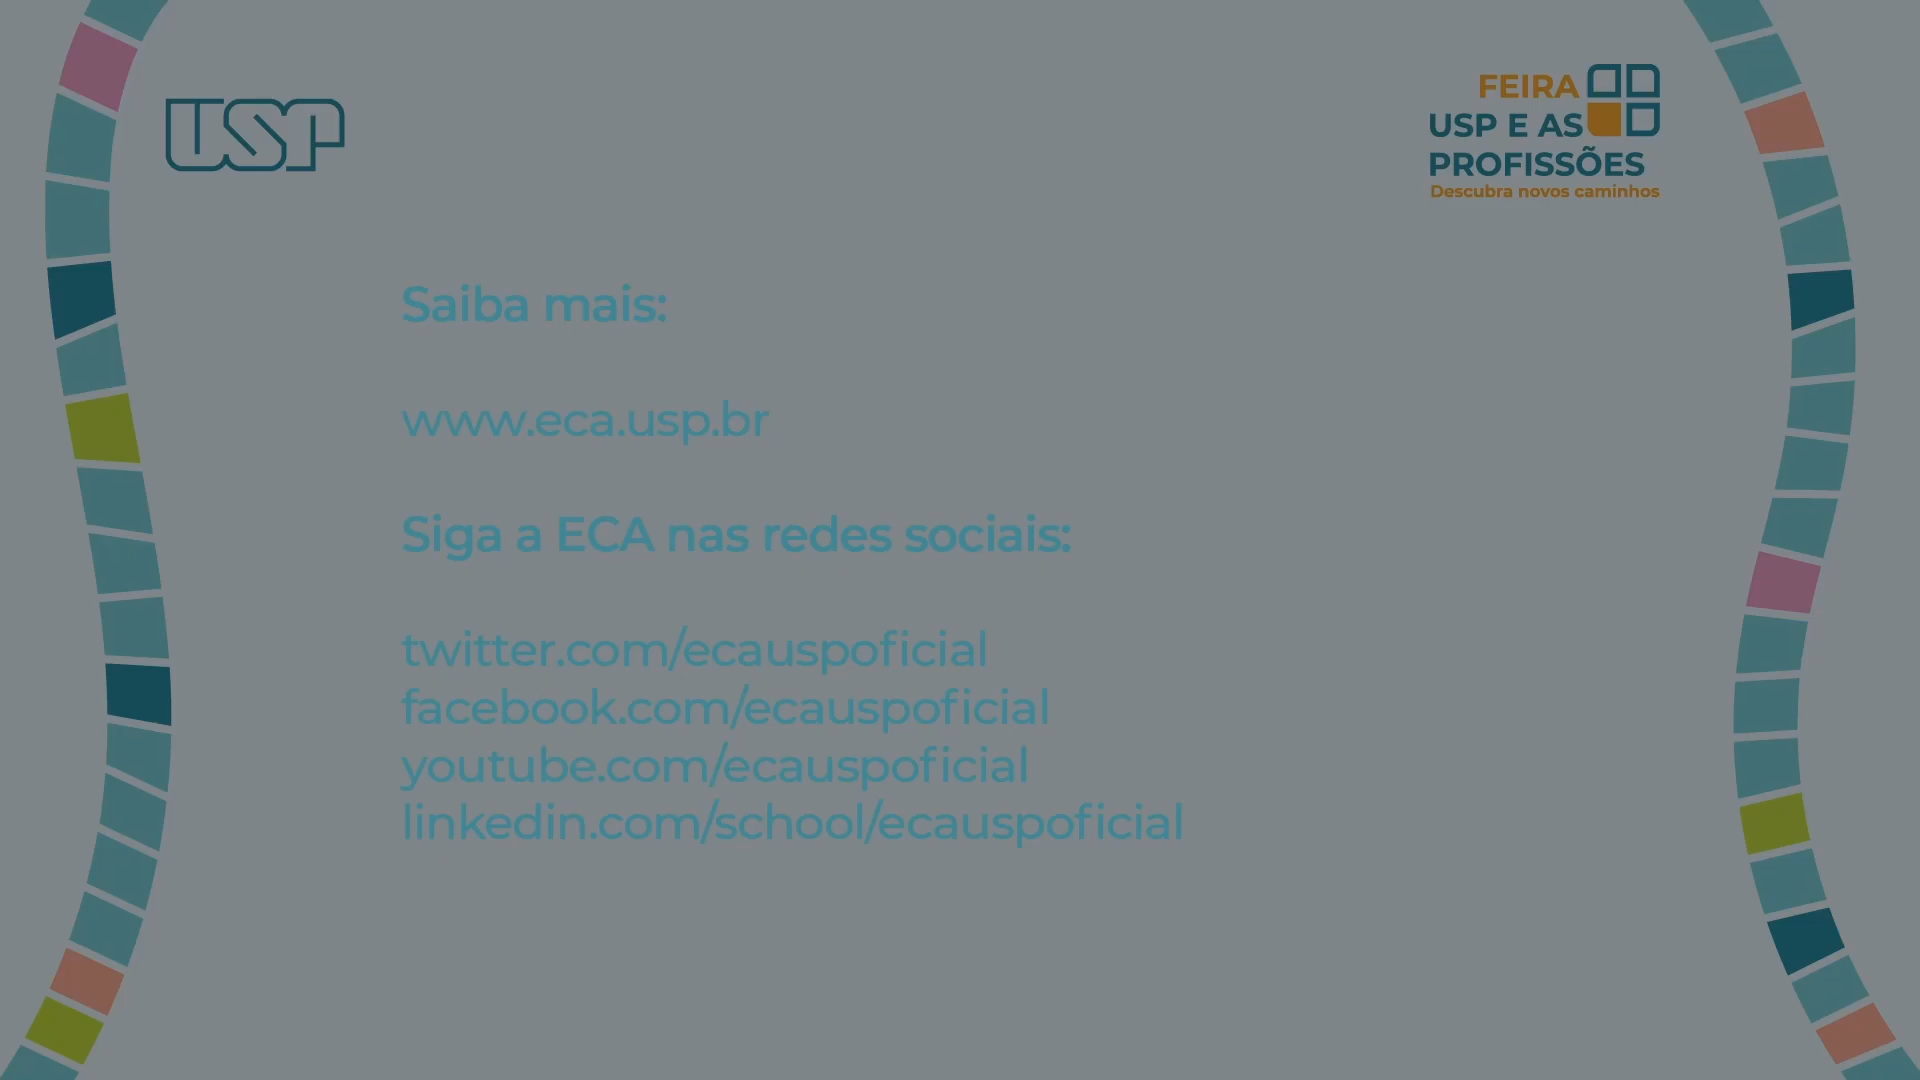 USP
FEIRA
USP E AS
PROFISSÕES
Descubra novos caminhos
Saiba mais:
www.eca.usp.br
Siga a ECA nas redes sociais:
twitter.com/ecauspoficial
facebook.com/ecauspoficial
youtube.com/ecauspoficial
linkedin.com/school/ecauspoficial